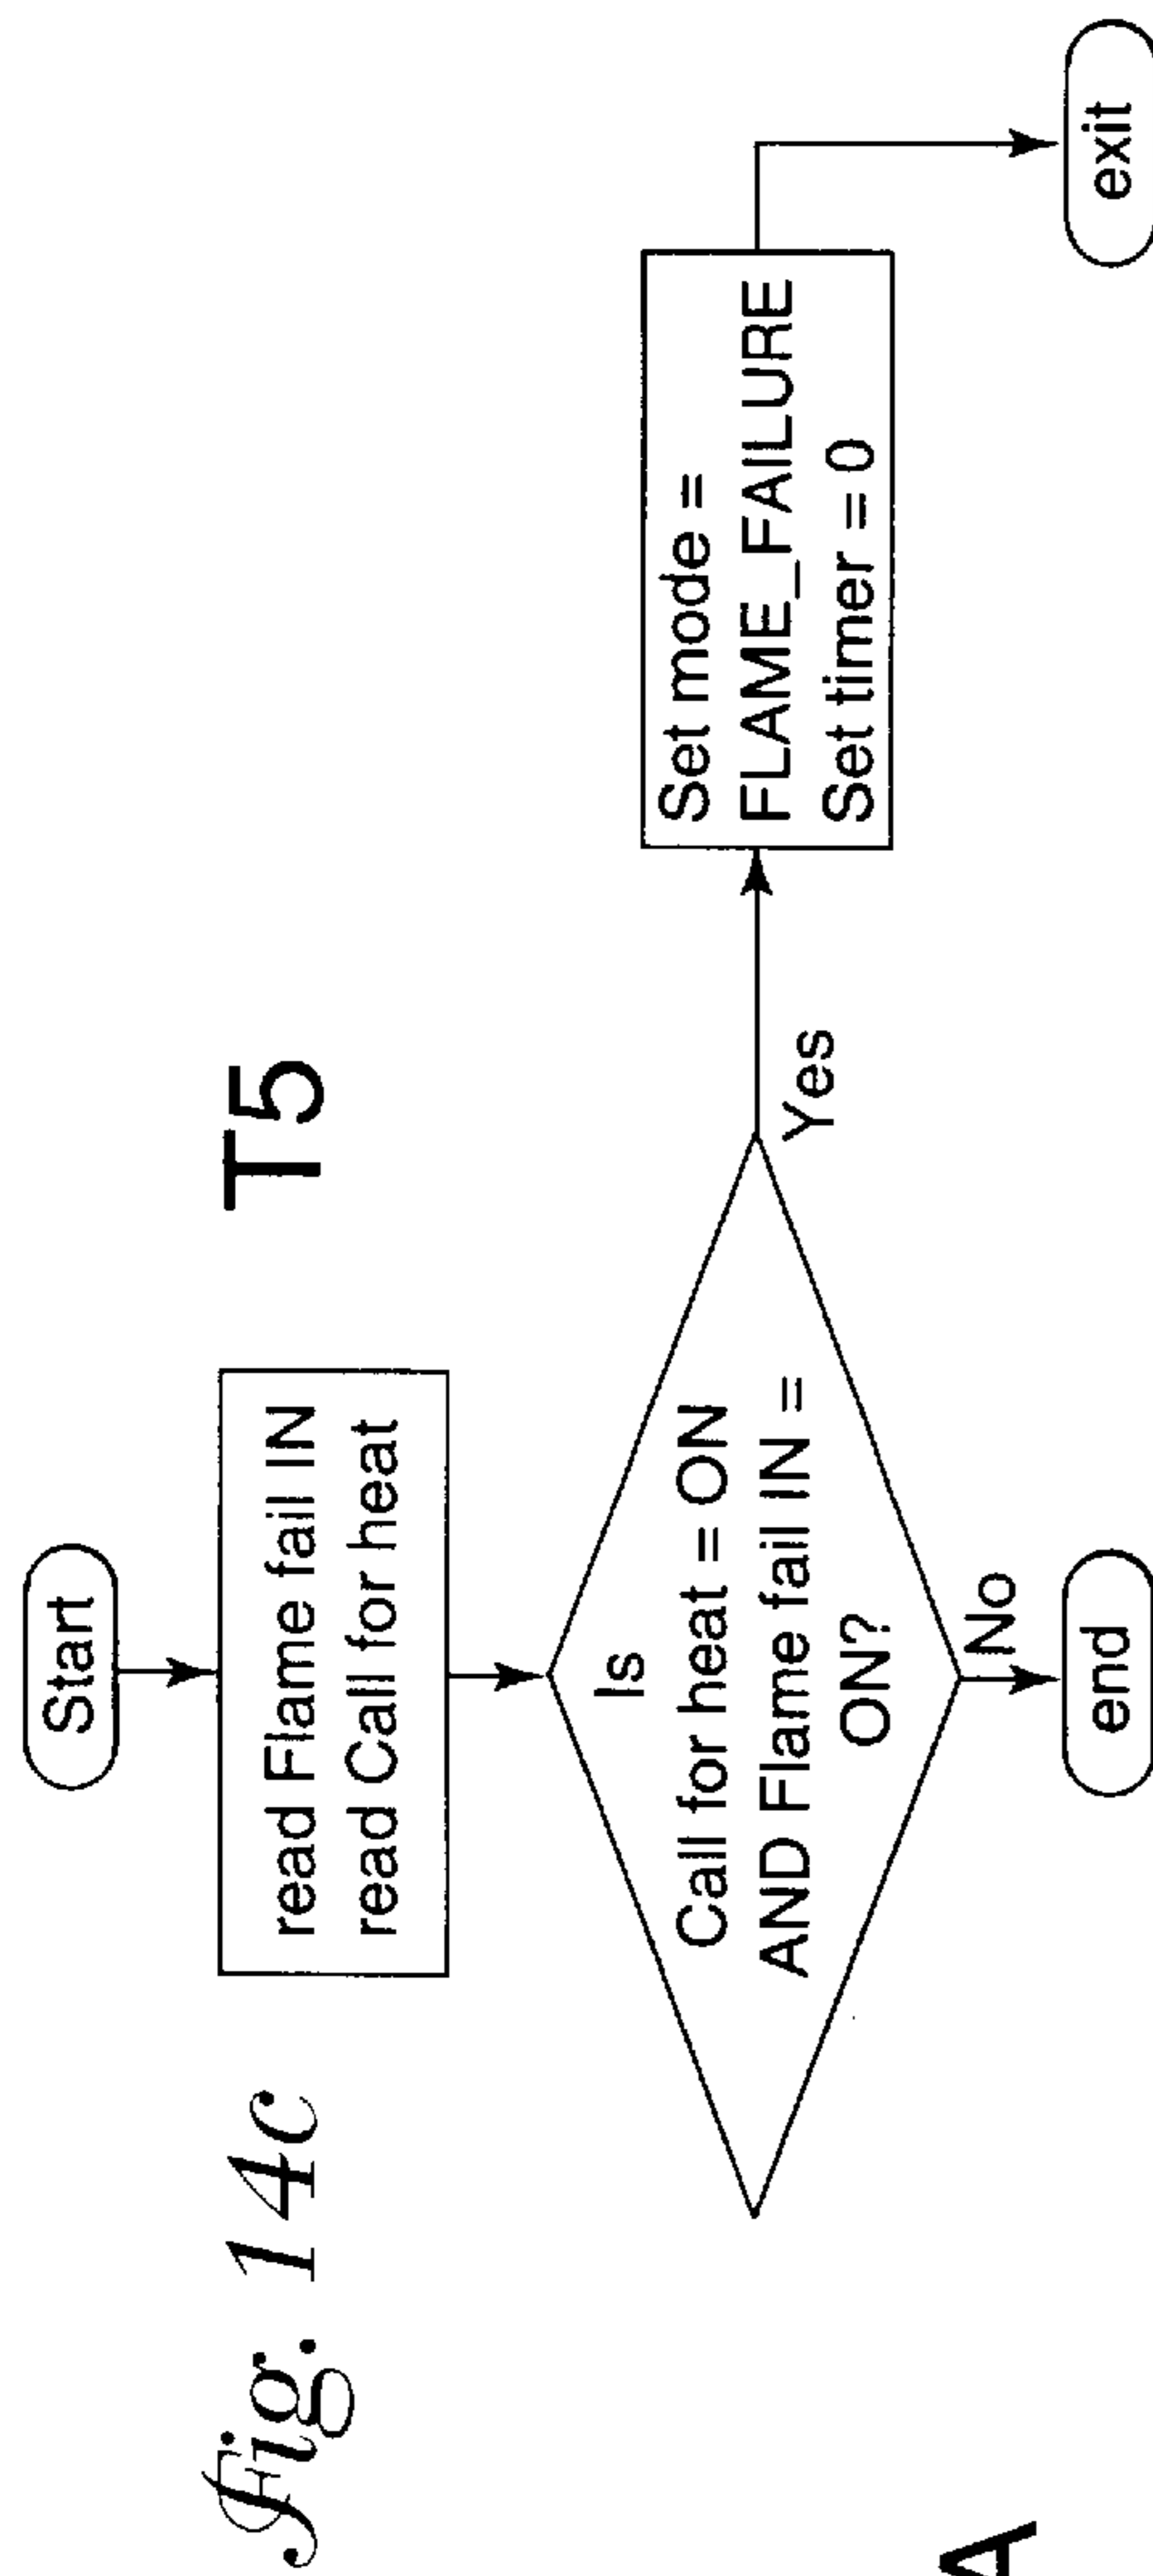 Fig. 14c
T5
Start
read Flame fail IN
read Call for heat
Is
Call for heat = ON
AND Flame fail IN =
ON?
Yes
No
Set mode =
FLAME_FAILURE
Set timer = 0
end
exit
A